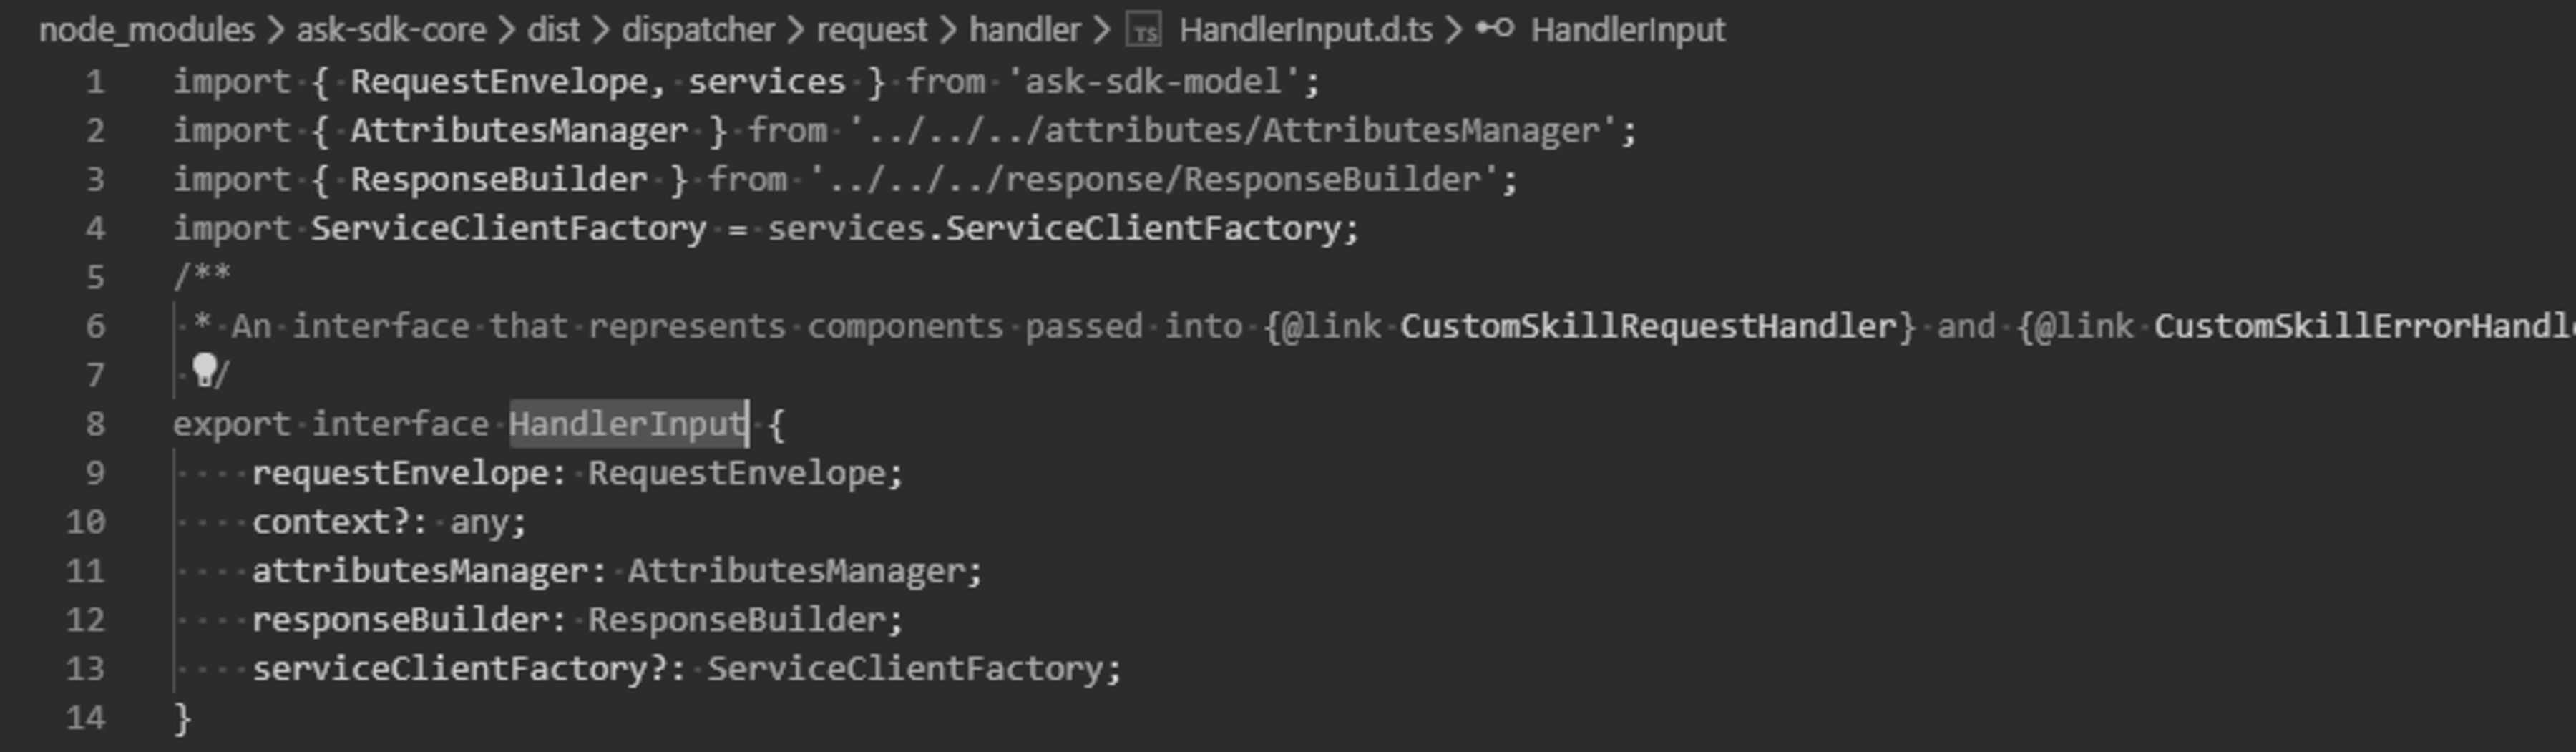 node_modules > ask-sdk-core > dist > dispatcher > request > handler > TS HandlerInput.d.ts > HandlerInput
1 import { RequestEnvelope, services } from 'ask-sdk-model';
2 import { AttributesManager } from '../../../attributes/AttributesManager';
3 import { ResponseBuilder } from '../../../response/ResponseBuilder';
4 import ServiceClientFactory = services.ServiceClientFactory;
5 /**
6  * An interface that represents components passed into {@link CustomSkillRequestHandler} and {@link CustomSkillErrorHandl
7  /
8 export interface HandlerInput {
9     requestEnvelope: RequestEnvelope;
10     context?: any;
11     attributesManager: AttributesManager;
12     responseBuilder: ResponseBuilder;
13     serviceClientFactory?: ServiceClientFactory;
14 }